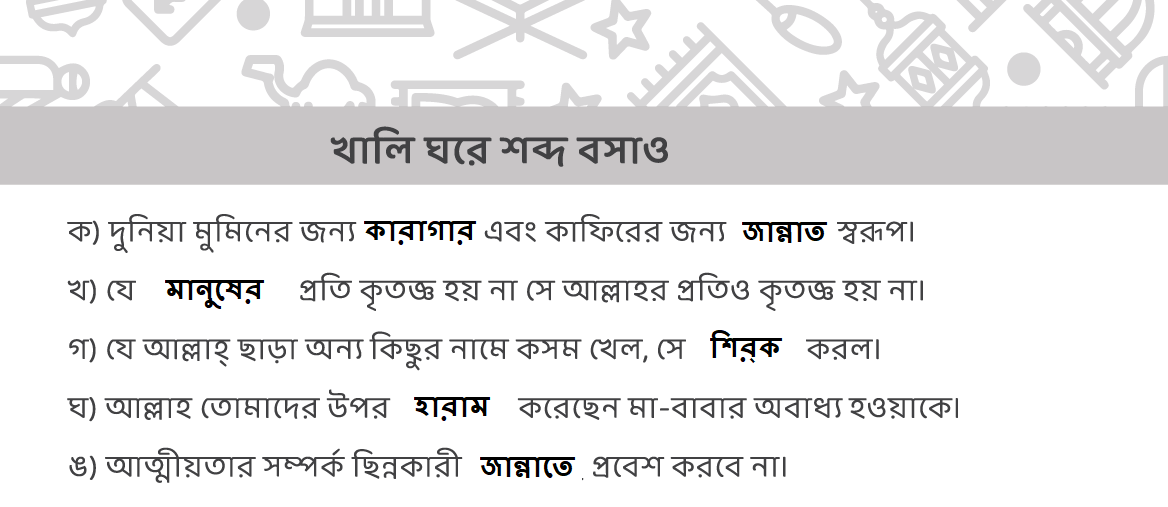 খালি ঘরে শব্দ বসাও
ক) দুনিয়া মুমিনের জন্য কারাগার এবং কাফিরের জন্য জান্নাত স্বরূপ।
খ) যে মানুষের প্রতি কৃতজ্ঞ হয় না সে আল্লাহর প্রতিও কৃতজ্ঞ হয় না।
গ) যে আল্লাহ্ ছাড়া অন্য কিছুর নামে কসম খেল, সে শির্ক করল।
ঘ) আল্লাহ তোমাদের উপর হারাম করেছেন মা-বাবার অবাধ্য হওয়াকে।
ঙ) আত্মীয়তার সম্পর্ক ছিন্নকারী জান্নাতে . প্রবেশ করবে না।